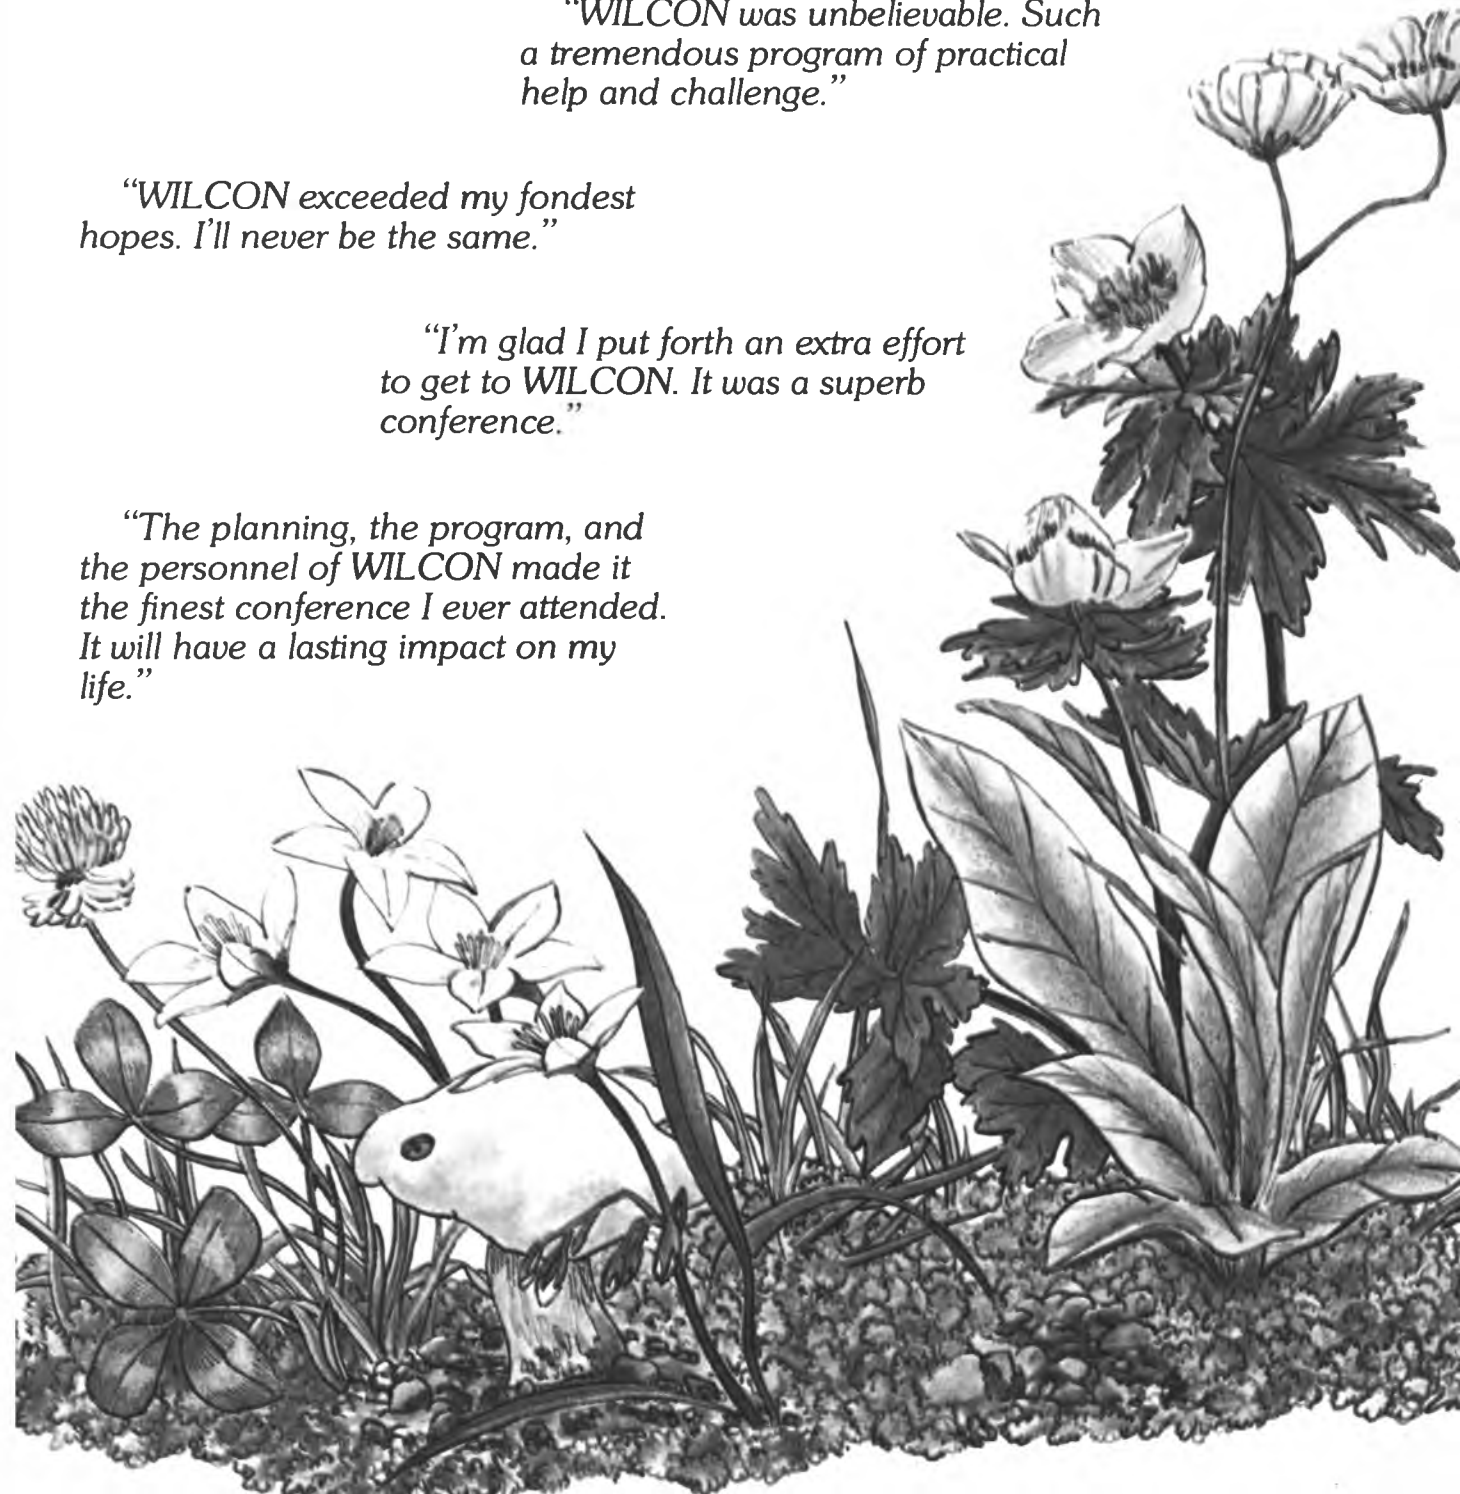 “WILCON was unbelievable. Such
a tremendous program of practical
help and challenge.”
“WILCON exceeded my fondest
hopes. I’ll never be the same.”
“I’m glad I put forth an extra effort
to get to WILCON. It was a superb
conference.”
“The planning, the program, and
the personnel of WILCON made it
the finest conference I ever attended.
It will have a lasting impact on my
life.”